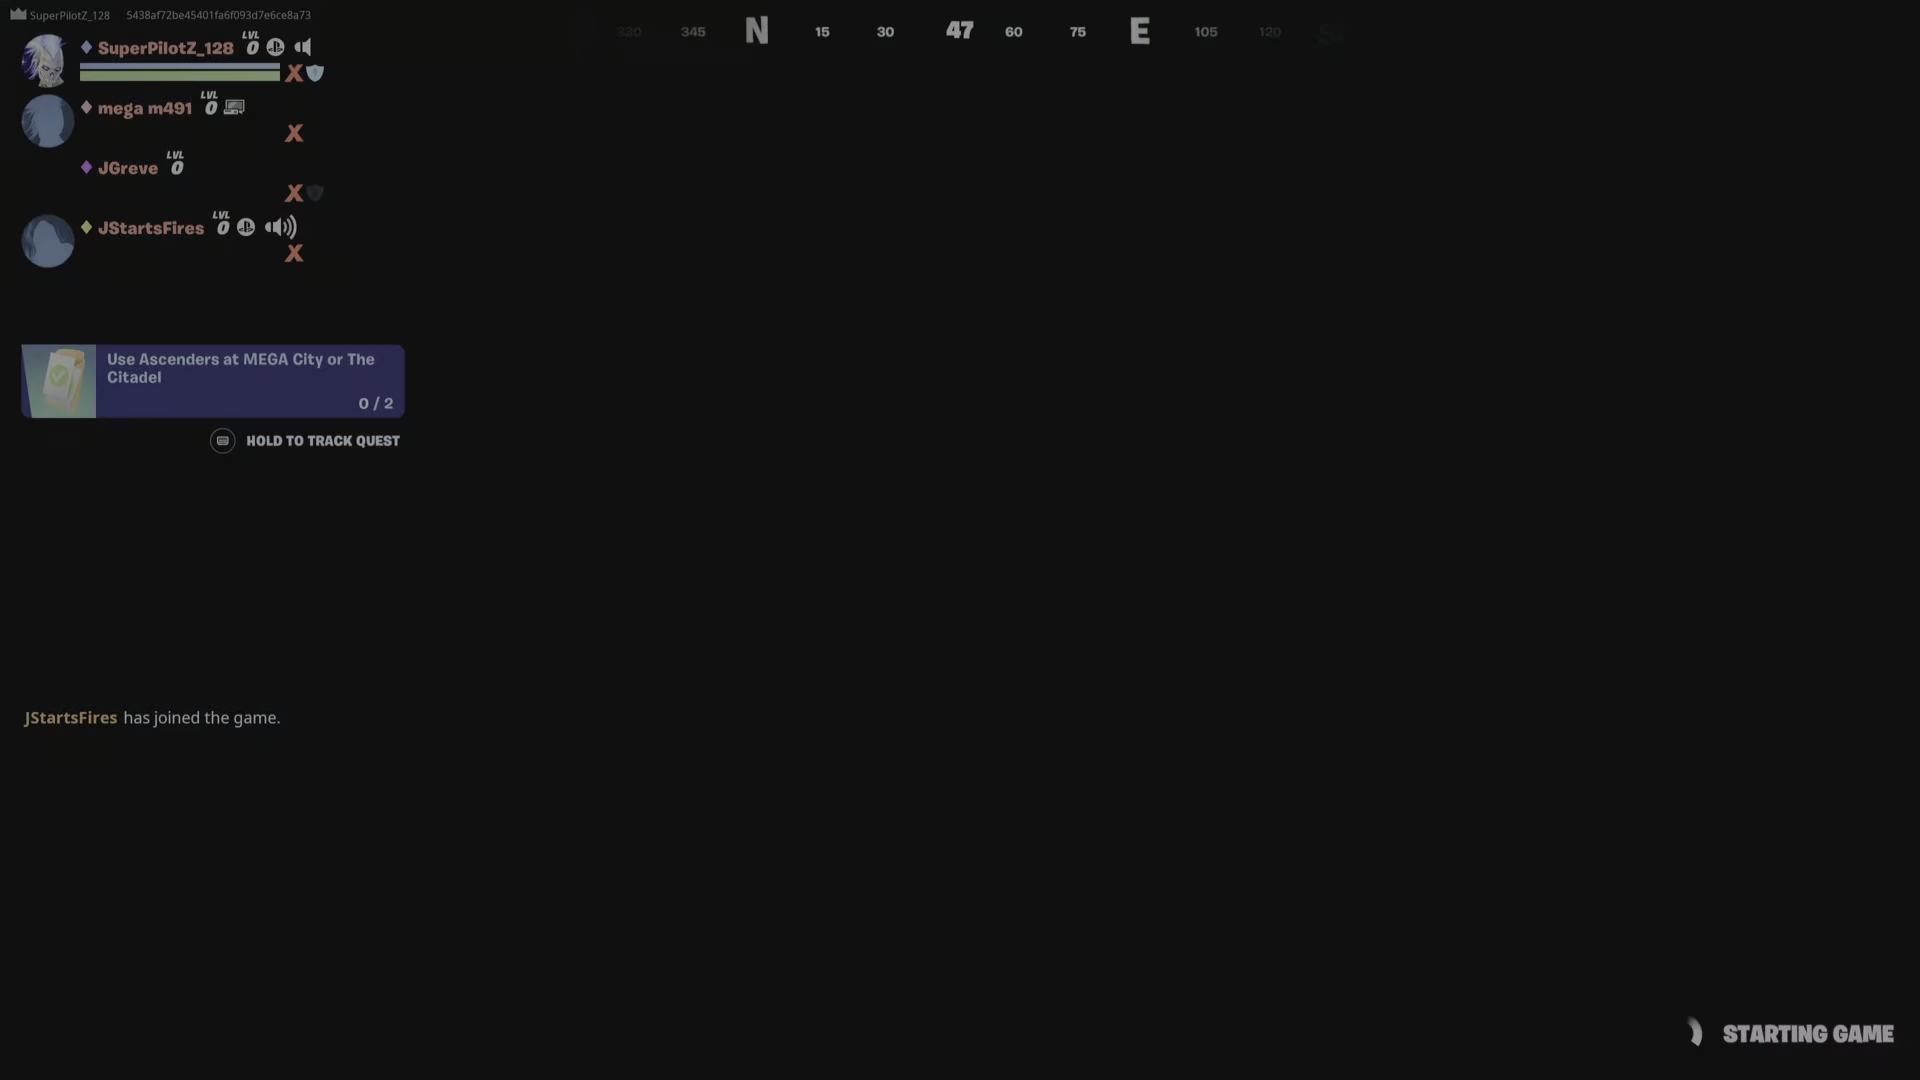 SuperPilotZ_128 5438af72be45401fa6f093d7e6ce8a73
330 345 N 15 30 47 60 75 E 105 120
SuperPilotZ_128 LVL 0
X
mega m491 LVL 0
X
JGreve LVL 0
X
JStartsFires LVL 0
X
Use Ascenders at MEGA City or The
Citadel
0 / 2
HOLD TO TRACK QUEST
JStartsFires has joined the game.
STARTING GAME